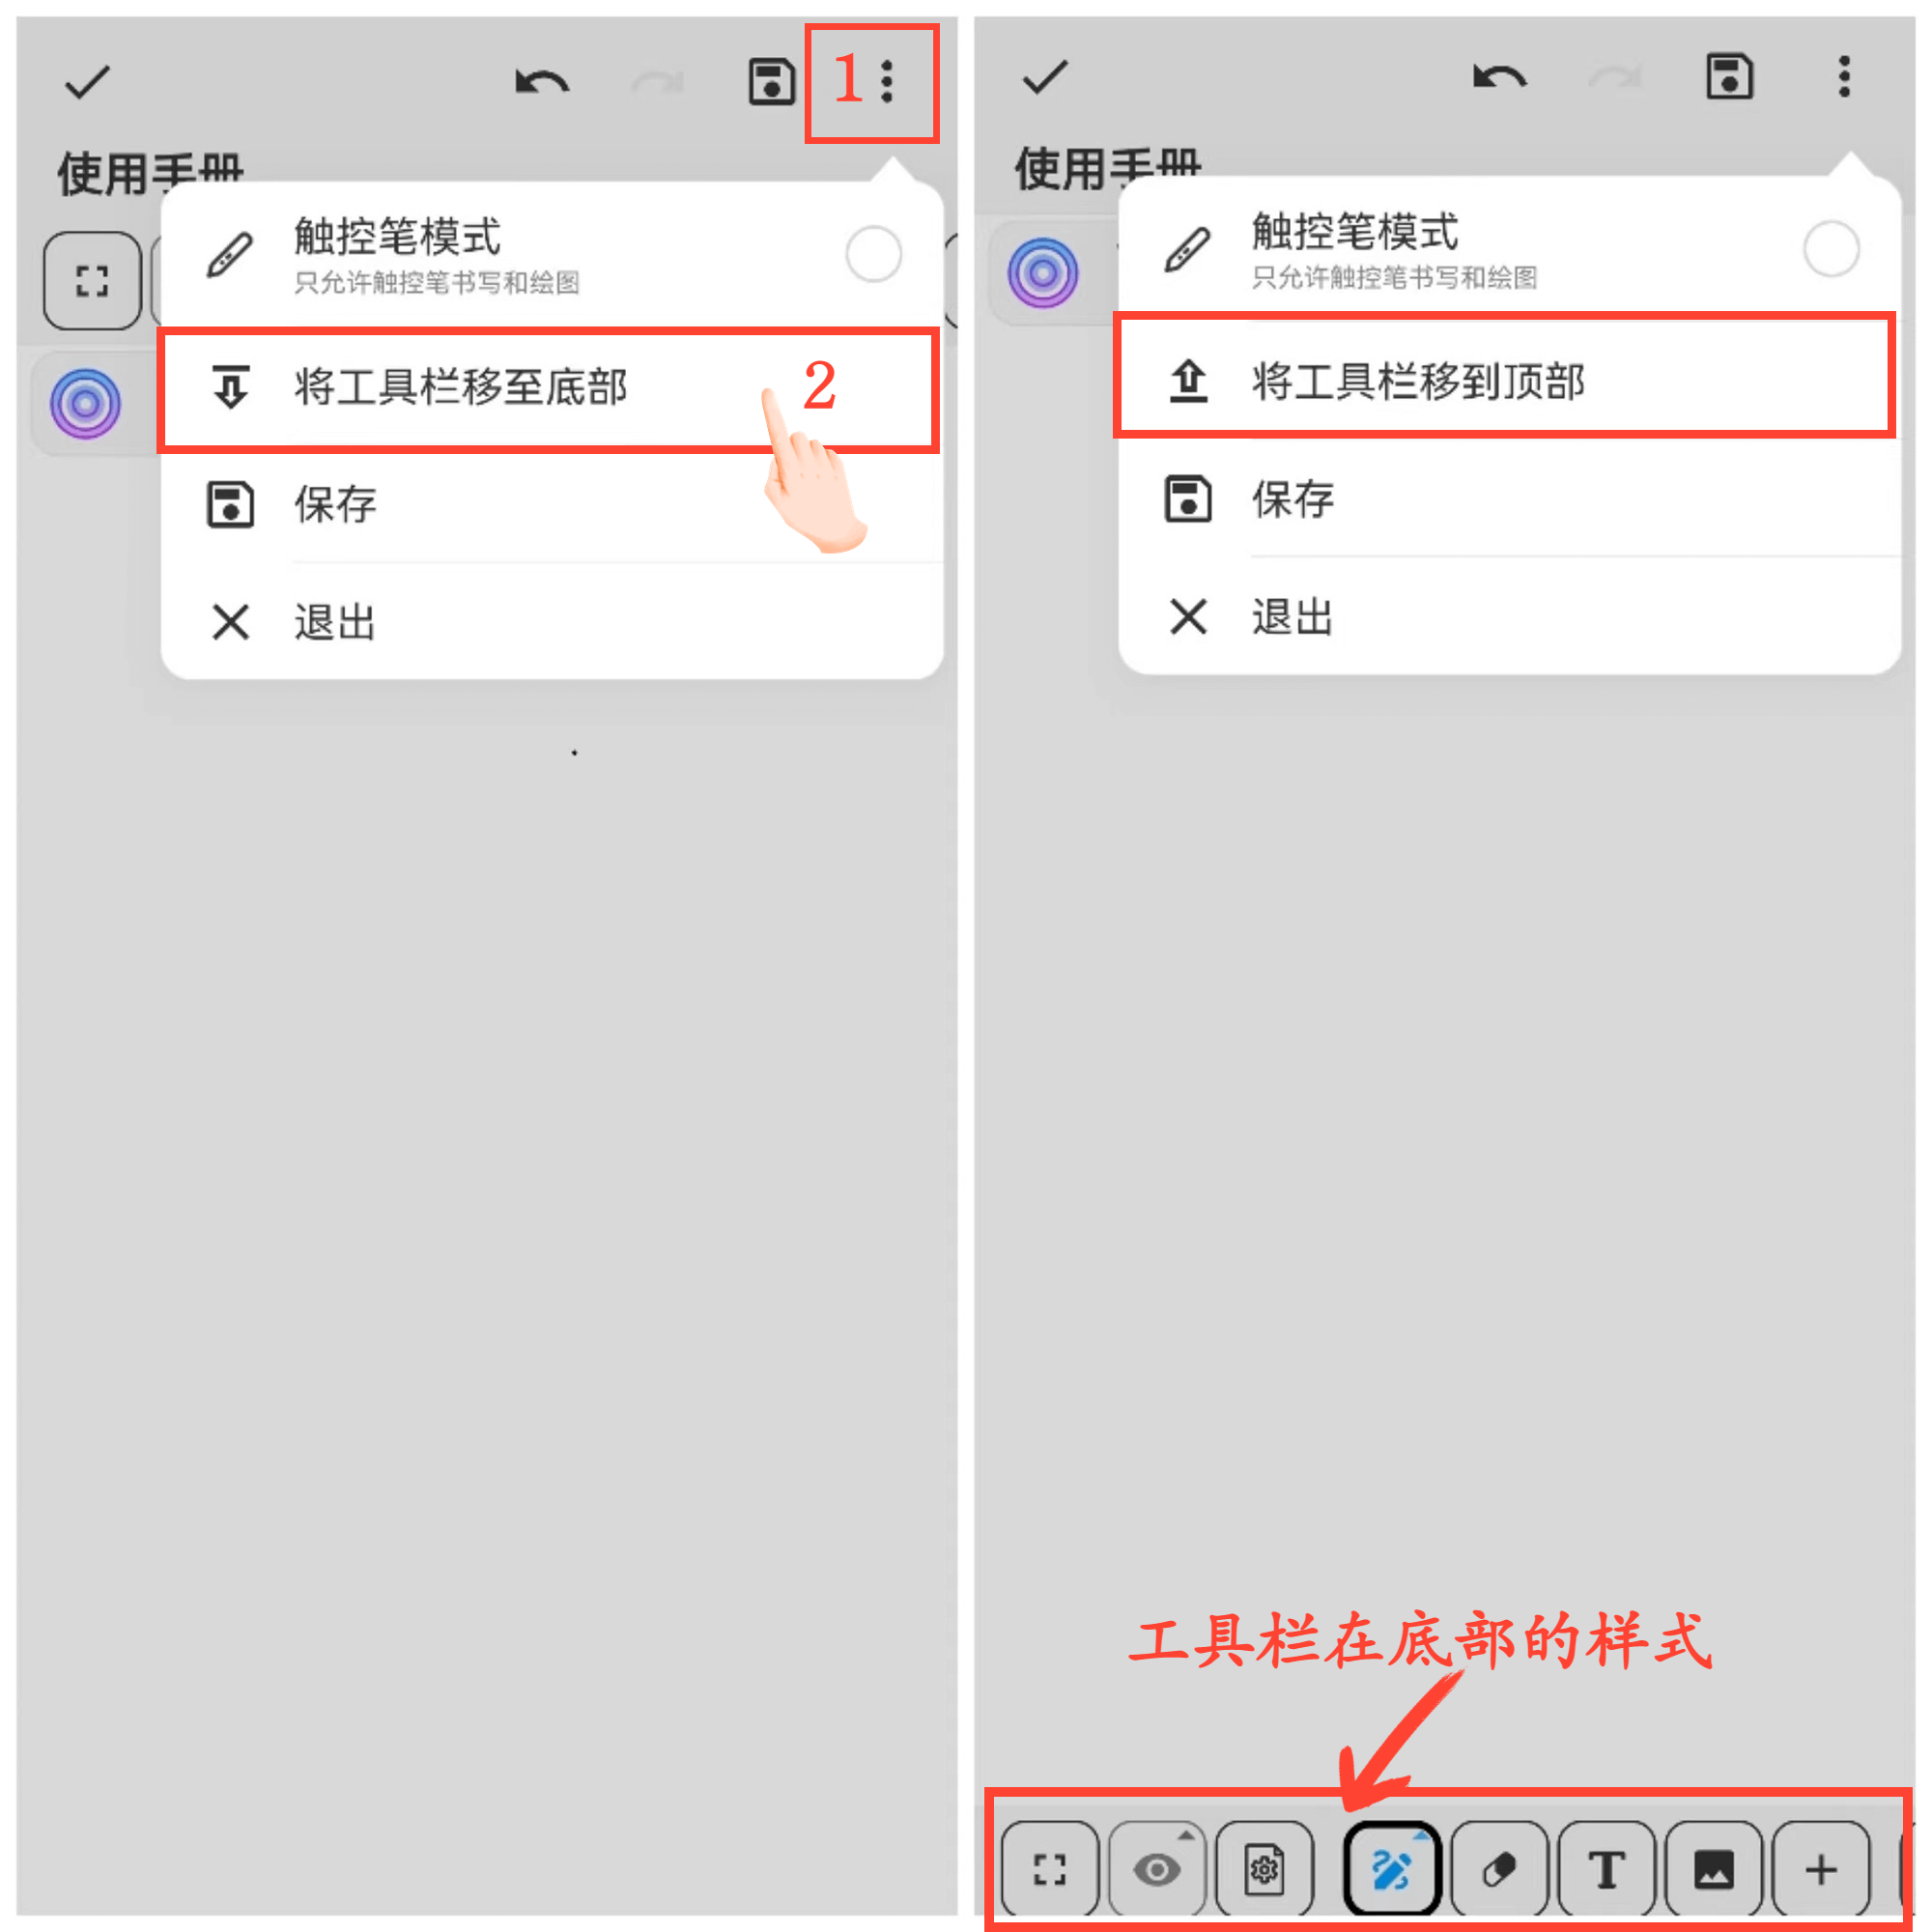 1
使用手册
触控笔模式
只允许触控笔书写和绘图
将工具栏移至底部
2
保存
退出
使用手册
触控笔模式
只允许触控笔书写和绘图
将工具栏移到顶部
保存
退出
工具栏在底部的样式
T